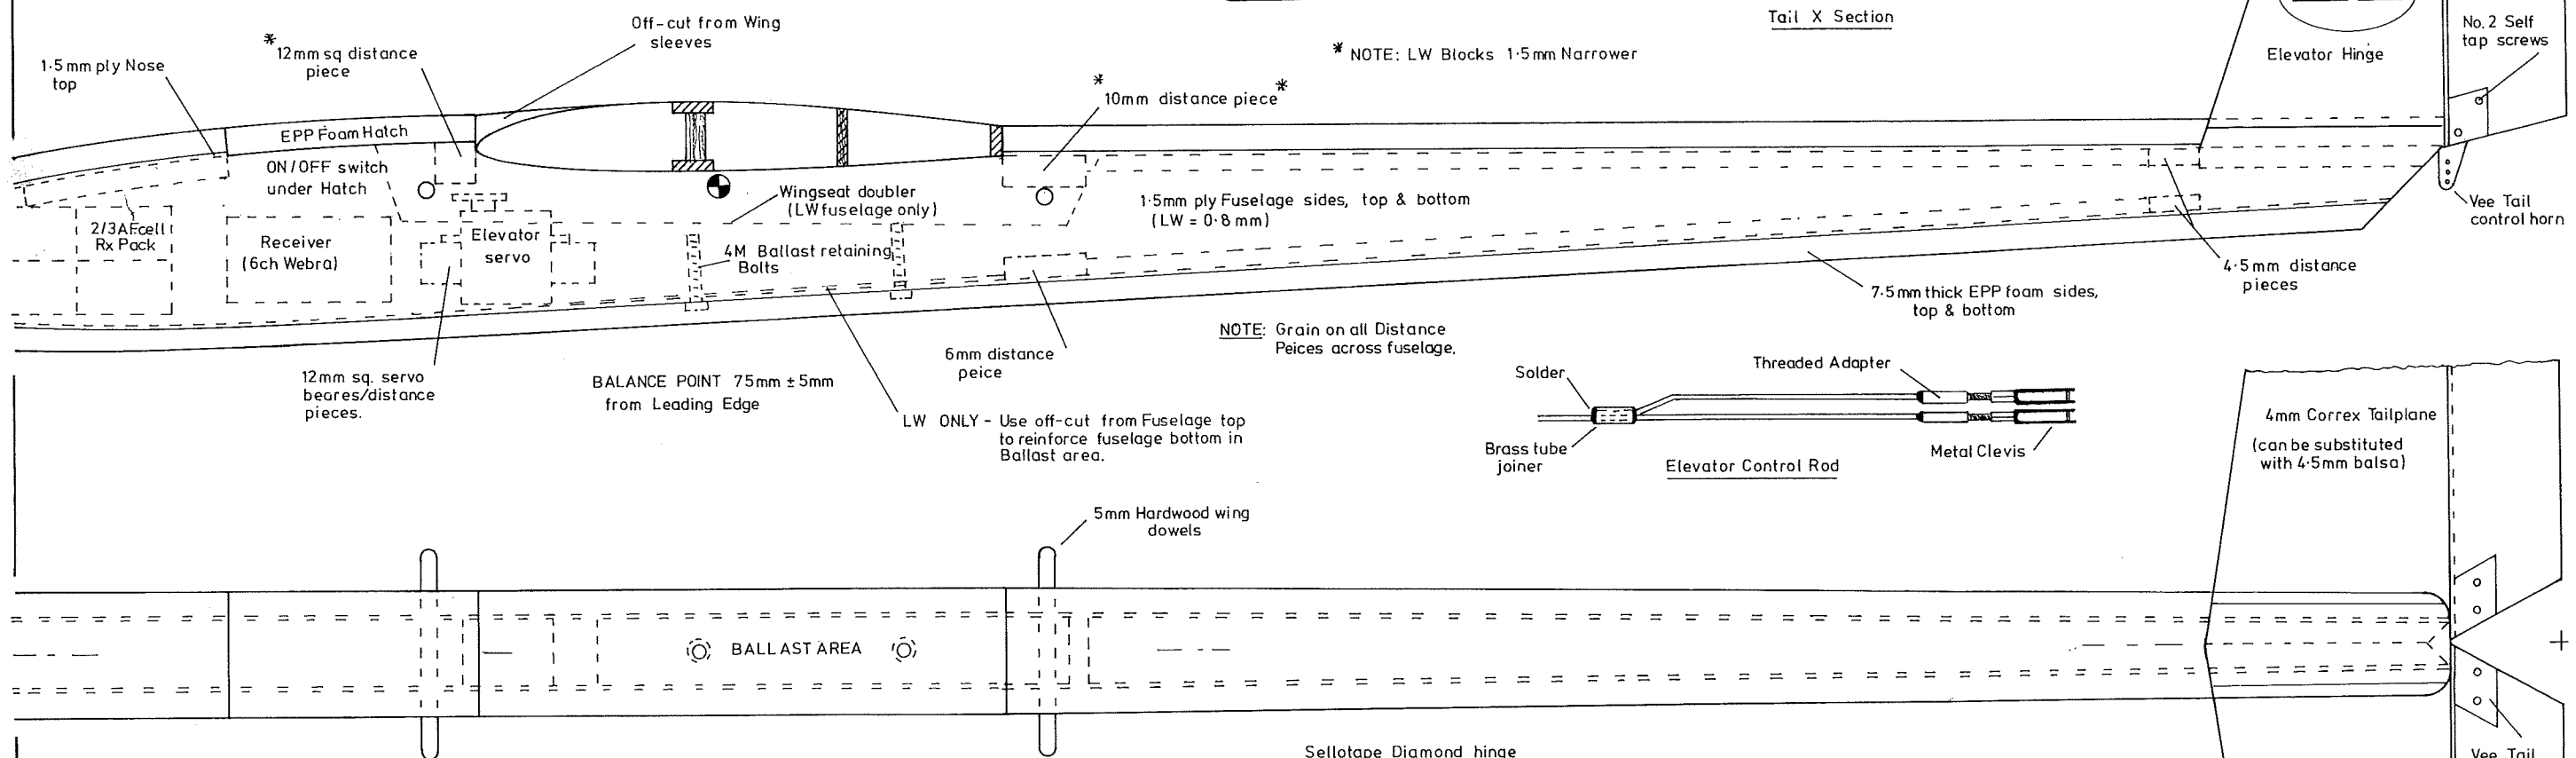 Tail X Section
Off-cut from Wing
sleeves
*12mm sq distance
piece
1·5mm ply Nose
top
* NOTE: LW Blocks 1·5mm Narrower
*
10mm distance piece*
Elevator Hinge
No. 2 Self
tap screws
EPP Foam Hatch
ON/OFF switch
under Hatch
2/3AF cell
Rx Pack
Receiver
(6ch Webra)
Elevator
servo
Wingseat doubler
(LW fuselage only)
4M Ballast retaining
Bolts
1·5mm ply Fuselage sides, top & bottom
(LW = 0·8mm)
Vee Tail
control horn
4·5mm distance
pieces
7·5mm thick EPP foam sides,
top & bottom
NOTE: Grain on all Distance
Peices across fuselage.
6mm distance
peice
12mm sq. servo
beares/distance
pieces.
BALANCE POINT 75mm ± 5mm
from Leading Edge
LW ONLY - Use off-cut from Fuselage top
to reinforce fuselage bottom in
Ballast area.
Solder
Threaded Adapter
Brass tube
joiner
Metal Clevis
Elevator Control Rod
4mm Correx Tailplane
(can be substituted
with 4·5mm balsa)
5mm Hardwood wing
dowels
BALLAST AREA
Sellotape Diamond hinge
Vee Tail